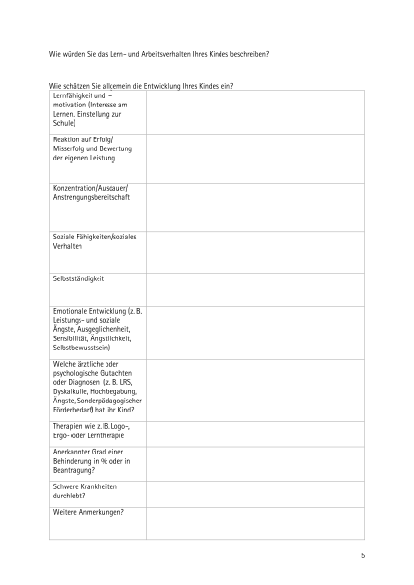 Wie würden Sie das Lern- und Arbeitsverhalten Ihres Kindes beschreiben?
Wie schätzen Sie allgemein die Entwicklung Ihres Kindes ein?
Lernfähigkeit und –
motivation (Interesse am
Lernen, Einstellung zur
Schule)
Reaktion auf Erfolg/
Misserfolg und Bewertung
der eigenen Leistung
Konzentration/Ausdauer/
Anstrengungsbereitschaft
Soziale Fähigkeiten/soziales
Verhalten
Selbstständigkeit
Emotionale Entwicklung (z.B.
Leistungs- und soziale
Ängste, Ausgeglichenheit,
Sensibilität, Ängstlichkeit,
Selbstbewusstsein)
Welche ärztliche oder
psychologische Gutachten
oder Diagnosen (z. B. LRS,
Dyskalkulie, Hochbegabung,
Ängste, Sonderpädagogischer
Förderbedarf) hat ihr Kind?
Therapien wie z.B.Logo-,
Ergo- oder Lerntherapie
Anerkannter Grad einer
Behinderung in % oder in
Beantragung?
Schwere Krankheiten
durchlebt?
Weitere Anmerkungen?
5